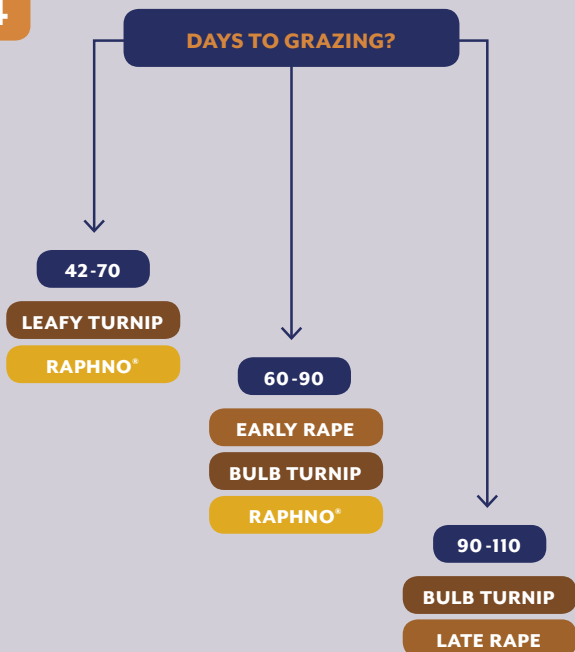 4
DAYS TO GRAZING?
42-70
LEAFY TURNIP
RAPHNO®
60-90
EARLY RAPE
BULB TURNIP
RAPHNO®
90-110
BULB TURNIP
LATE RAPE